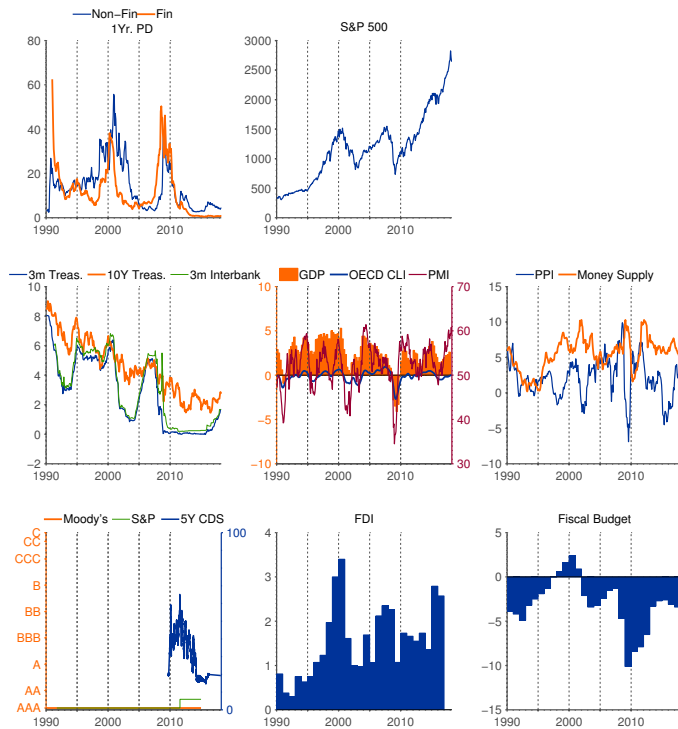 Non−Fin Fin
1Yr. PD
80
60
40
20
0
1990 2000 2010
S&P 500
3000
2500
2000
1500
1000
500
0
1990 2000 2010
3m Treas. 10Y Treas. 3m Interbank
10
8
6
4
2
0
−2
1990 2000 2010
GDP OECD CLI PMI
10 70
5 60
0 50
−5 40
−10 30
1990 2000 2010
PPI Money Supply
15
10
5
0
−5
−10
1990 2000 2010
Moody's S&P 5Y CDS
C 100
CC
CCC
B
BB
BBB
A
AA
AAA 0
1990 2000 2010
FDI
4
3
2
1
0
1990 2000 2010
Fiscal Budget
5
0
−5
−10
−15
1990 2000 2010